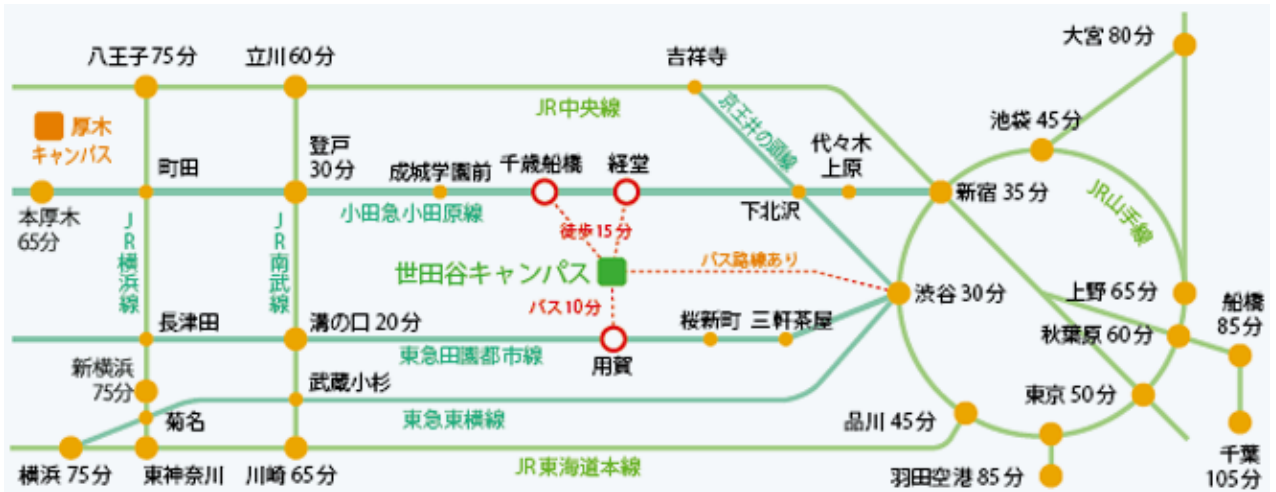 大宮 80分
八王子 75分
立川 60分
吉祥寺
JR中央線
京王井の頭線
池袋 45分
厚木
キャンパス
町田
登戸
30分
成城学園前
千歳船橋
経堂
代々木
上原
新宿 35分
JR山手線
本厚木
65分
小田急小田原線
下北沢
徒歩15分
JR横浜線
JR南武線
世田谷キャンパス
バス路線あり
渋谷 30分
上野 65分
船橋
85分
バス10分
長津田
溝の口 20分
桜新町
三軒茶屋
秋葉原 60分
東急田園都市線
用賀
新横浜
75分
武蔵小杉
東京 50分
菊名
東急東横線
品川 45分
横浜 75分
東神奈川
川崎 65分
JR東海道本線
羽田空港 85分
千葉
105分